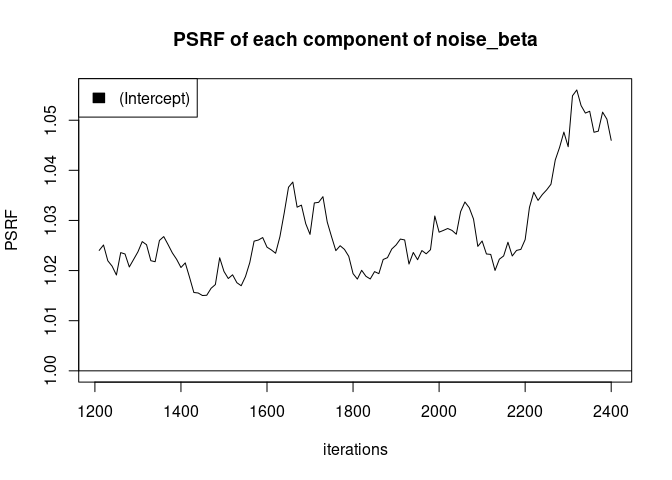 PSRF of each component of noise_beta
(Intercept)
PSRF
1.05
1.04
1.03
1.02
1.01
1.00
1200 1400 1600 1800 2000 2200 2400
iterations